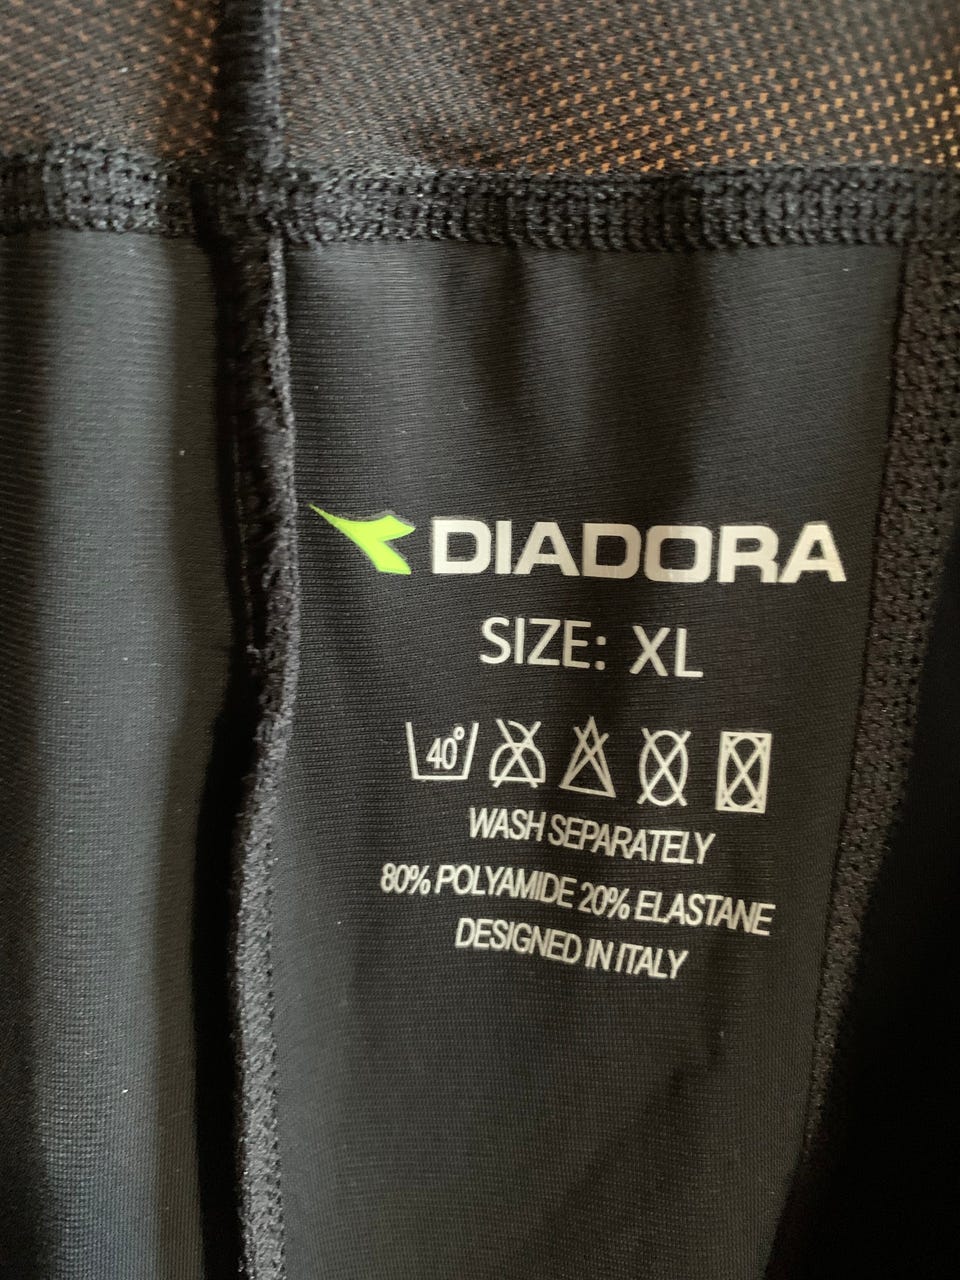 DIADORA
SIZE: XL
40°
WASH SEPARATELY
80% POLYAMIDE 20% ELASTANE
DESIGNED IN ITALY